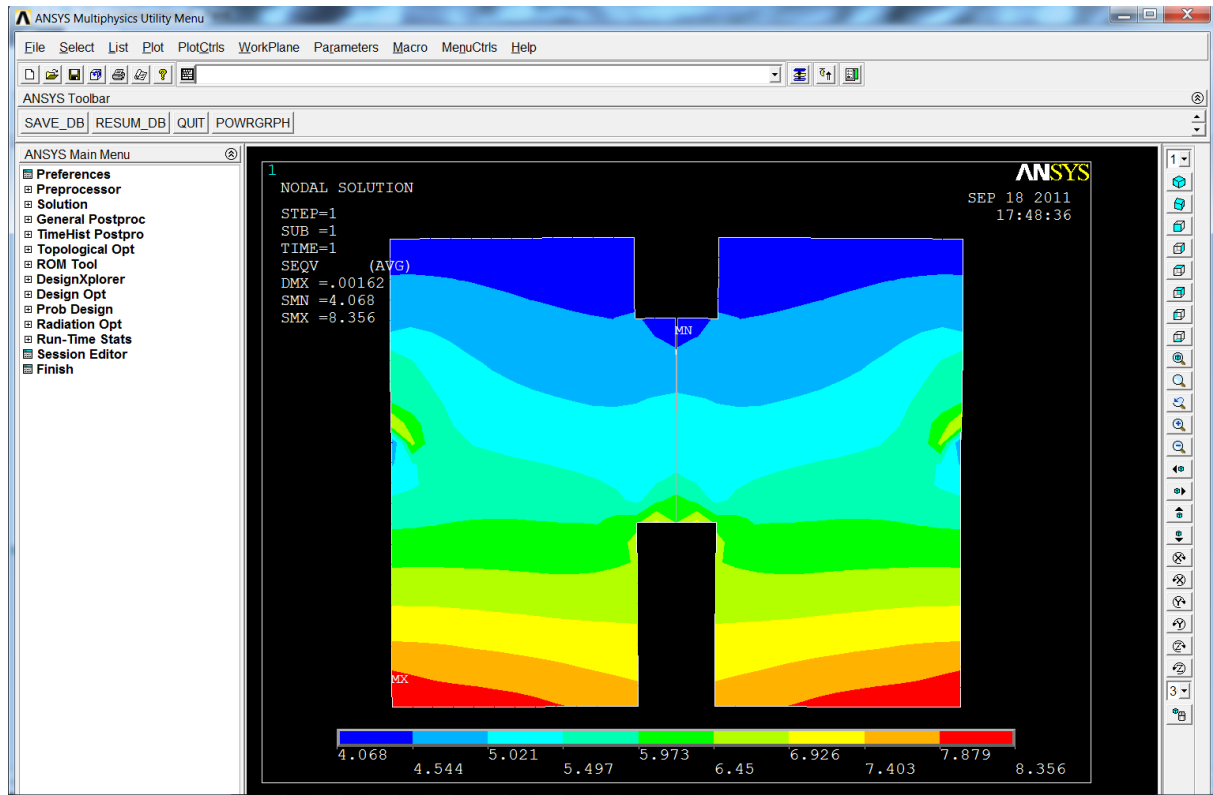 ANSYS Multiphysics Utility Menu
File Select List Plot PlotCtrls WorkPlane Parameters Macro MenuCtrls Help
ANSYS Toolbar
SAVE_DB RESUM_DB QUIT POWRGRPH
ANSYS Main Menu
Preferences
Preprocessor
Solution
General Postproc
TimeHist Postpro
Topological Opt
ROM Tool
DesignXplorer
Design Opt
Prob Design
Radiation Opt
Run-Time Stats
Session Editor
Finish
1
NODAL SOLUTION
STEP=1
SUB =1
TIME=1
SEQV (AVG)
DMX =.00162
SMN =4.068
SMX =8.356
ANSYS
SEP 18 2011
17:48:36
MN
MX
4.068 5.021 5.973 6.926 7.879
4.544 5.497 6.45 7.403 8.356
1
3